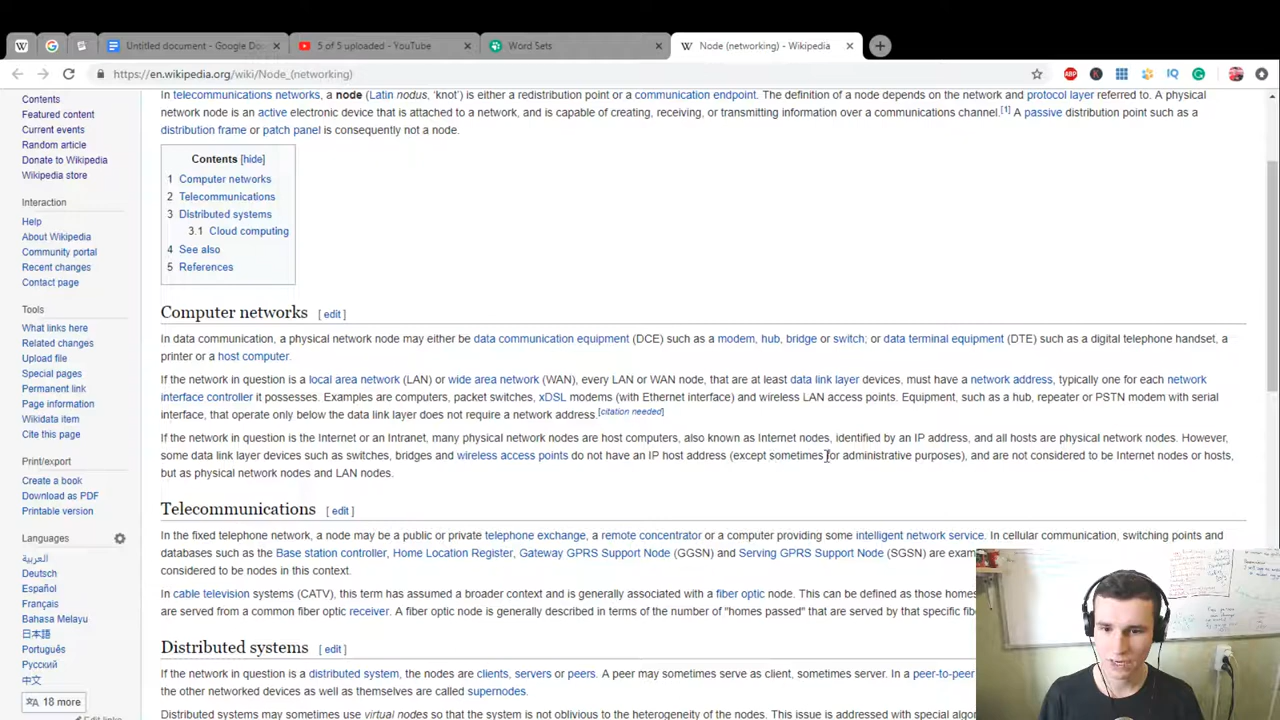 Untitled document - Google Doc
5 of 5 uploaded - YouTube
Word Sets
Node (networking) - Wikipedia
https://en.wikipedia.org/wiki/Node_(networking)
Contents
Featured content
Current events
Random article
Donate to Wikipedia
Wikipedia store
Interaction
Help
About Wikipedia
Community portal
Recent changes
Contact page
Tools
What links here
Related changes
Upload file
Special pages
Permanent link
Page information
Wikidata item
Cite this page
Print/export
Create a book
Download as PDF
Printable version
Languages
العربية
Deutsch
Español
Français
Bahasa Melayu
日本語
Português
Русский
中文
18 more
Edit links
In telecommunications networks, a node (Latin nodus, ‘knot’) is either a redistribution point or a communication endpoint. The definition of a node depends on the network and protocol layer referred to. A physical
network node is an active electronic device that is attached to a network, and is capable of creating, receiving, or transmitting information over a communications channel.[1] A passive distribution point such as a
distribution frame or patch panel is consequently not a node.
Contents [hide]
1 Computer networks
2 Telecommunications
3 Distributed systems
3.1 Cloud computing
4 See also
5 References
Computer networks [ edit ]
In data communication, a physical network node may either be data communication equipment (DCE) such as a modem, hub, bridge or switch; or data terminal equipment (DTE) such as a digital telephone handset, a
printer or a host computer.
If the network in question is a local area network (LAN) or wide area network (WAN), every LAN or WAN node, that are at least data link layer devices, must have a network address, typically one for each network
interface controller it possesses. Examples are computers, packet switches, xDSL modems (with Ethernet interface) and wireless LAN access points. Equipment, such as a hub, repeater or PSTN modem with serial
interface, that operate only below the data link layer does not require a network address.[citation needed]
If the network in question is the Internet or an Intranet, many physical network nodes are host computers, also known as Internet nodes, identified by an IP address, and all hosts are physical network nodes. However,
some data link layer devices such as switches, bridges and wireless access points do not have an IP host address (except sometimes for administrative purposes), and are not considered to be Internet nodes or hosts,
but as physical network nodes and LAN nodes.
Telecommunications [ edit ]
In the fixed telephone network, a node may be a public or private telephone exchange, a remote concentrator or a computer providing some intelligent network service. In cellular communication, switching points and
databases such as the Base station controller, Home Location Register, Gateway GPRS Support Node (GGSN) and Serving GPRS Support Node (SGSN) are exam
considered to be nodes in this context.
In cable television systems (CATV), this term has assumed a broader context and is generally associated with a fiber optic node. This can be defined as those homes
are served from a common fiber optic receiver. A fiber optic node is generally described in terms of the number of "homes passed" that are served by that specific fib
Distributed systems [ edit ]
If the network in question is a distributed system, the nodes are clients, servers or peers. A peer may sometimes serve as client, sometimes server. In a peer-to-peer
the other networked devices as well as themselves are called supernodes.
Distributed systems may sometimes use virtual nodes so that the system is not oblivious to the heterogeneity of the nodes. This issue is addressed with special algor